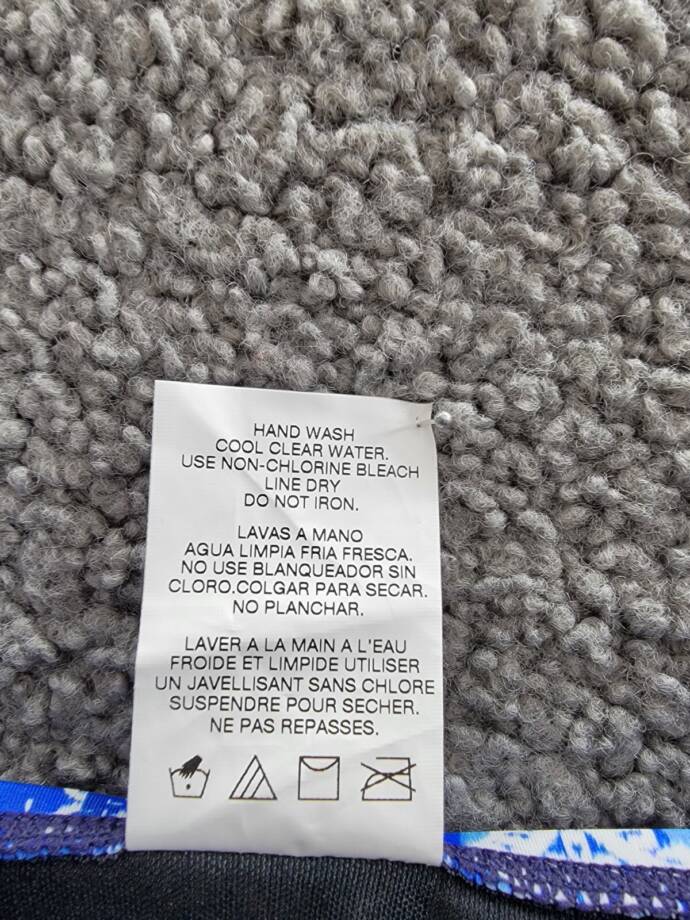 HAND WASH
COOL CLEAR WATER.
USE NON-CHLORINE BLEACH
LINE DRY
DO NOT IRON.
LAVAS A MANO
AGUA LIMPIA FRIA FRESCA.
NO USE BLANQUEADOR SIN
CLORO.COLGAR PARA SECAR.
NO PLANCHAR.
LAVER A LA MAIN A L'EAU
FROIDE ET LIMPIDE UTILISER
UN JAVELLISANT SANS CHLORE
SUSPENDRE POUR SECHER.
NE PAS REPASSES.